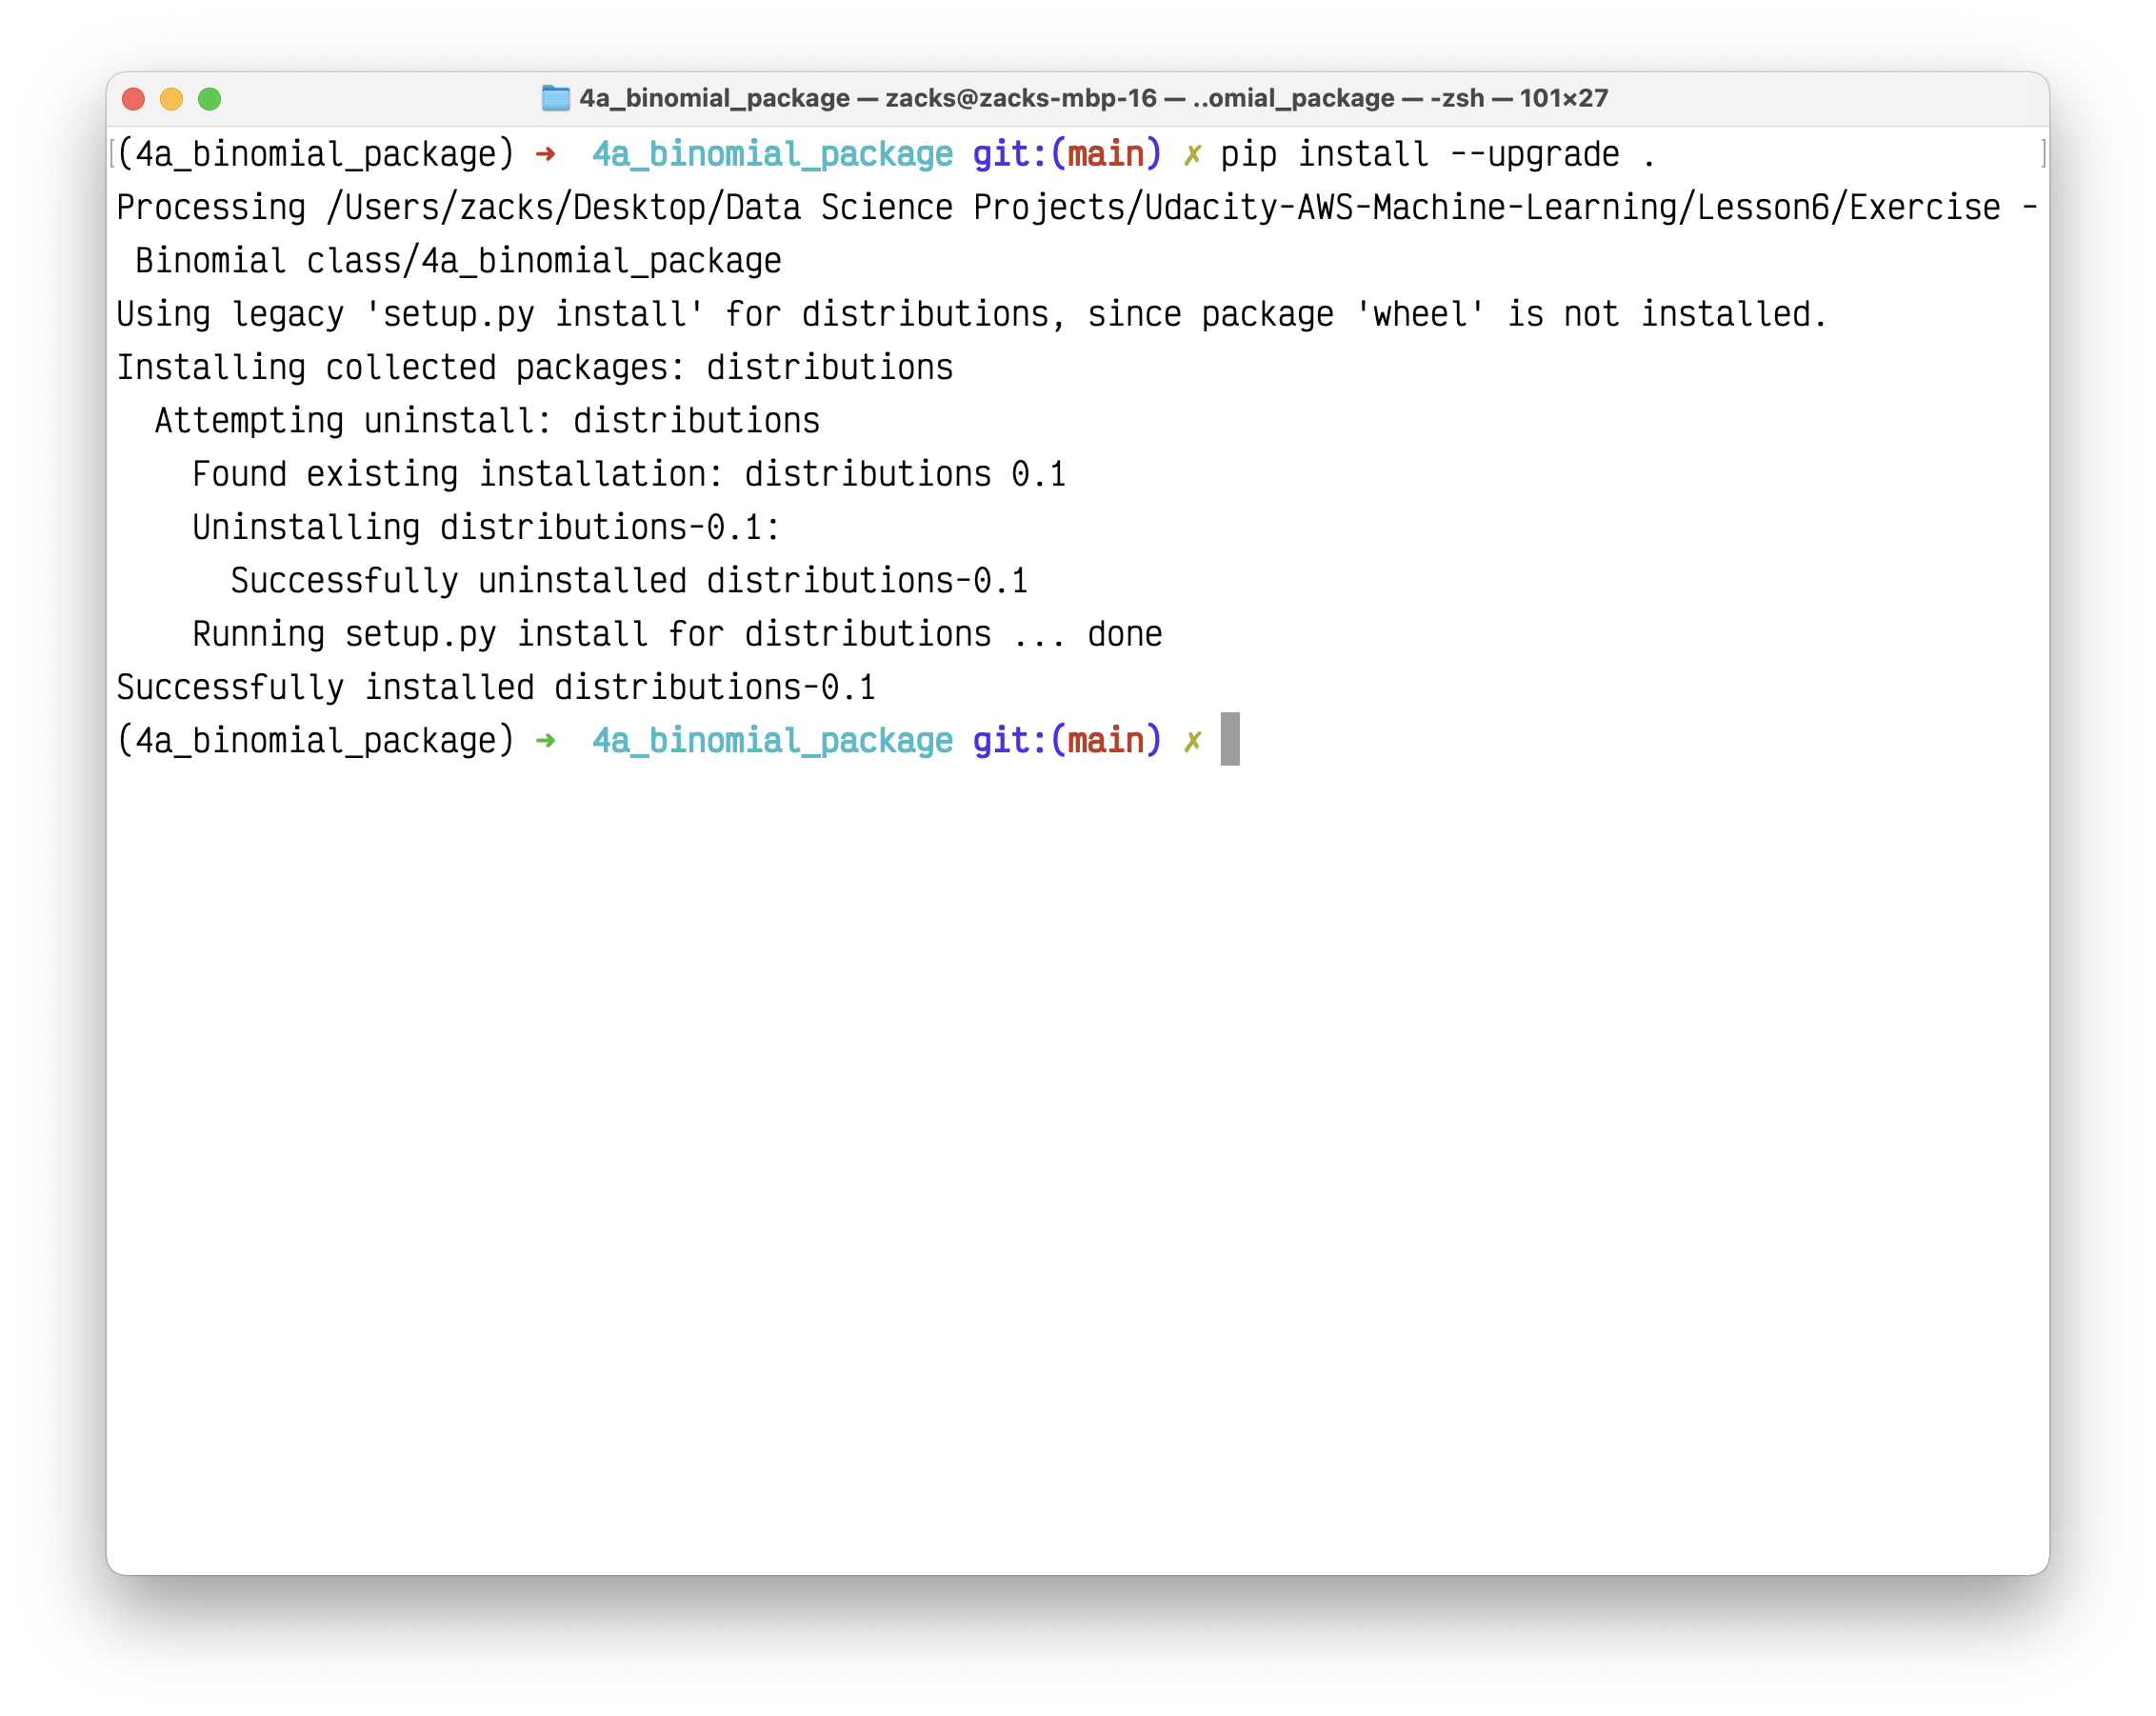 4a_binomial_package — zacks@zacks-mbp-16 — ..omial_package — -zsh — 101×27
[(4a_binomial_package) ➜  4a_binomial_package git:(main) ✗ pip install --upgrade . ]
Processing /Users/zacks/Desktop/Data Science Projects/Udacity-AWS-Machine-Learning/Lesson6/Exercise -
 Binomial class/4a_binomial_package
Using legacy 'setup.py install' for distributions, since package 'wheel' is not installed.
Installing collected packages: distributions
  Attempting uninstall: distributions
    Found existing installation: distributions 0.1
    Uninstalling distributions-0.1:
      Successfully uninstalled distributions-0.1
    Running setup.py install for distributions ... done
Successfully installed distributions-0.1
(4a_binomial_package) ➜  4a_binomial_package git:(main) ✗